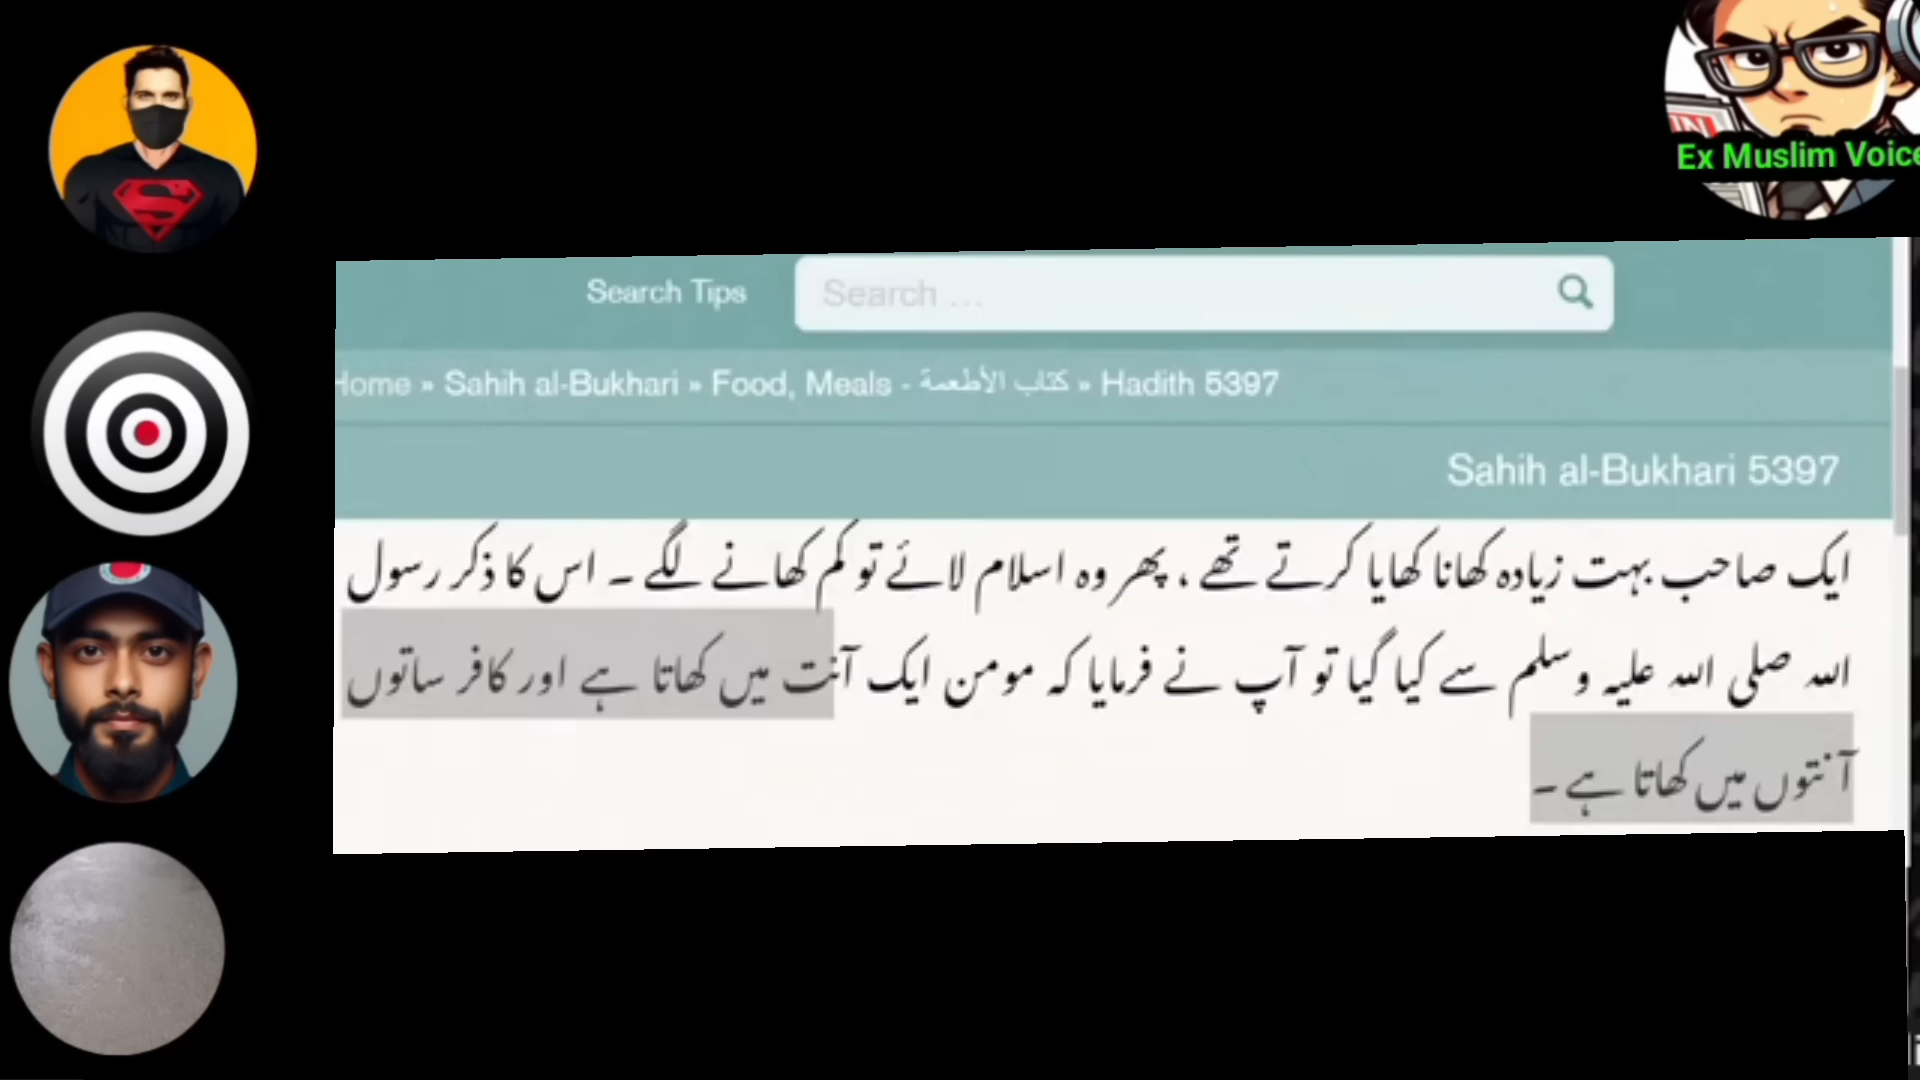 Ex Muslim Voice
Search Tips
Search ...
Home » Sahih al-Bukhari » Food, Meals - كتاب الأطعمة » Hadith 5397
Sahih al-Bukhari 5397
ایک صاحب بہت زیادہ کھانا کھایا کرتے تھے ، پھر وہ اسلام لائے تو کم کھانے لگے ۔ اس کا ذکر رسول
اللہ صلی اللہ علیہ وسلم سے کیا گیا تو آپ نے فرمایا کہ مومن ایک آنت میں کھاتا ہے اور کافر ساتوں
آنتوں میں کھاتا ہے ۔